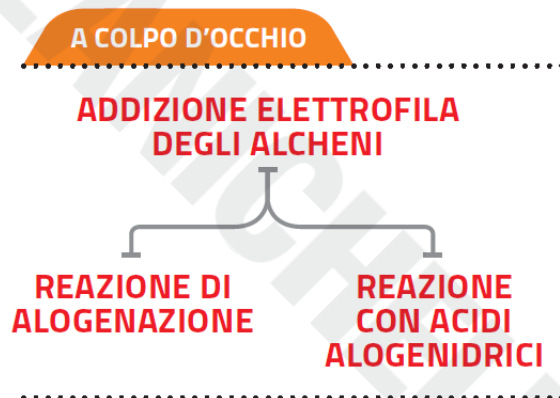 A COLPO D'OCCHIO
ADDIZIONE ELETTROFILA
DEGLI ALCHENI
REAZIONE DI
ALOGENAZIONE
REAZIONE
CON ACIDI
ALOGENIDRICI